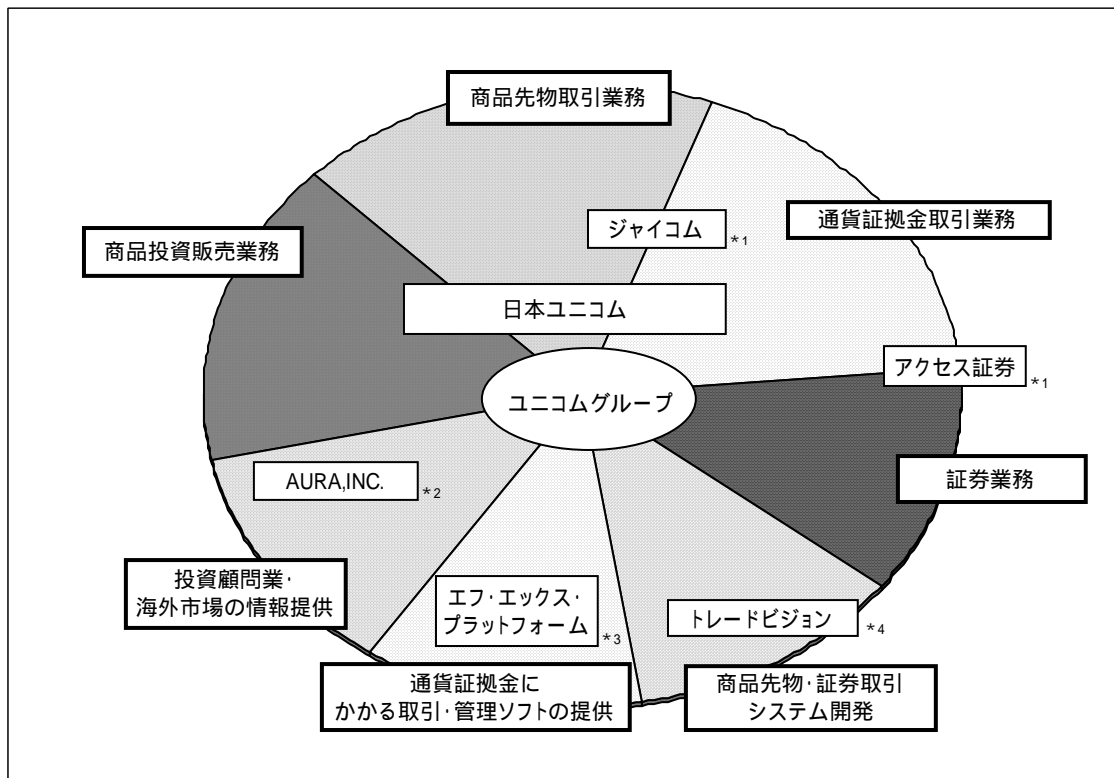 商品先物取引業務
ジャイコム
*1
通貨証拠金取引業務
商品投資販売業務
日本ユニコム
アクセス証券
*1
ユニコムグループ
AURA,INC.
*2
証券業務
投資顧問業・
海外市場の情報提供
エフ・エックス・
プラットフォーム
*3
トレードビジョン
*4
通貨証拠金に
かかる取引・管理ソフトの提供
商品先物・証券取引
システム開発